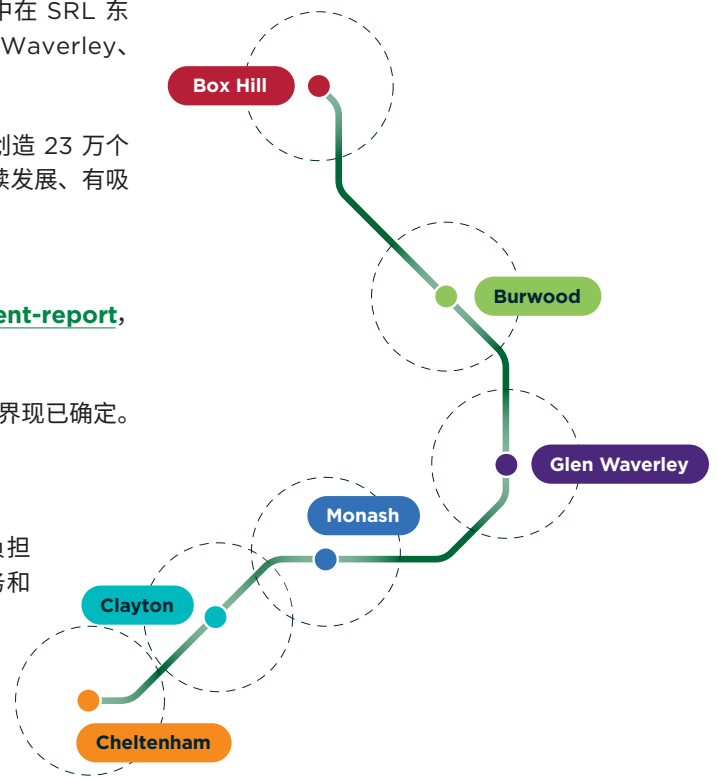 中在 SRL 东
Waverley、
创造 23 万个
续发展、有吸
ent-report，
界现已确定。
负担
务和
Box Hill
Burwood
Glen Waverley
Monash
Clayton
Cheltenham